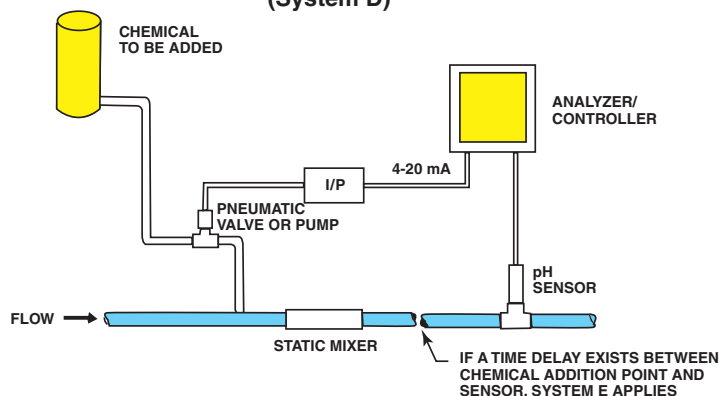 (System D)
CHEMICAL
TO BE ADDED
ANALYZER/
CONTROLLER
4-20 mA
I/P
PNEUMATIC
VALVE OR PUMP
pH
SENSOR
FLOW
STATIC MIXER
IF A TIME DELAY EXISTS BETWEEN
CHEMICAL ADDITION POINT AND
SENSOR, SYSTEM E APPLIES